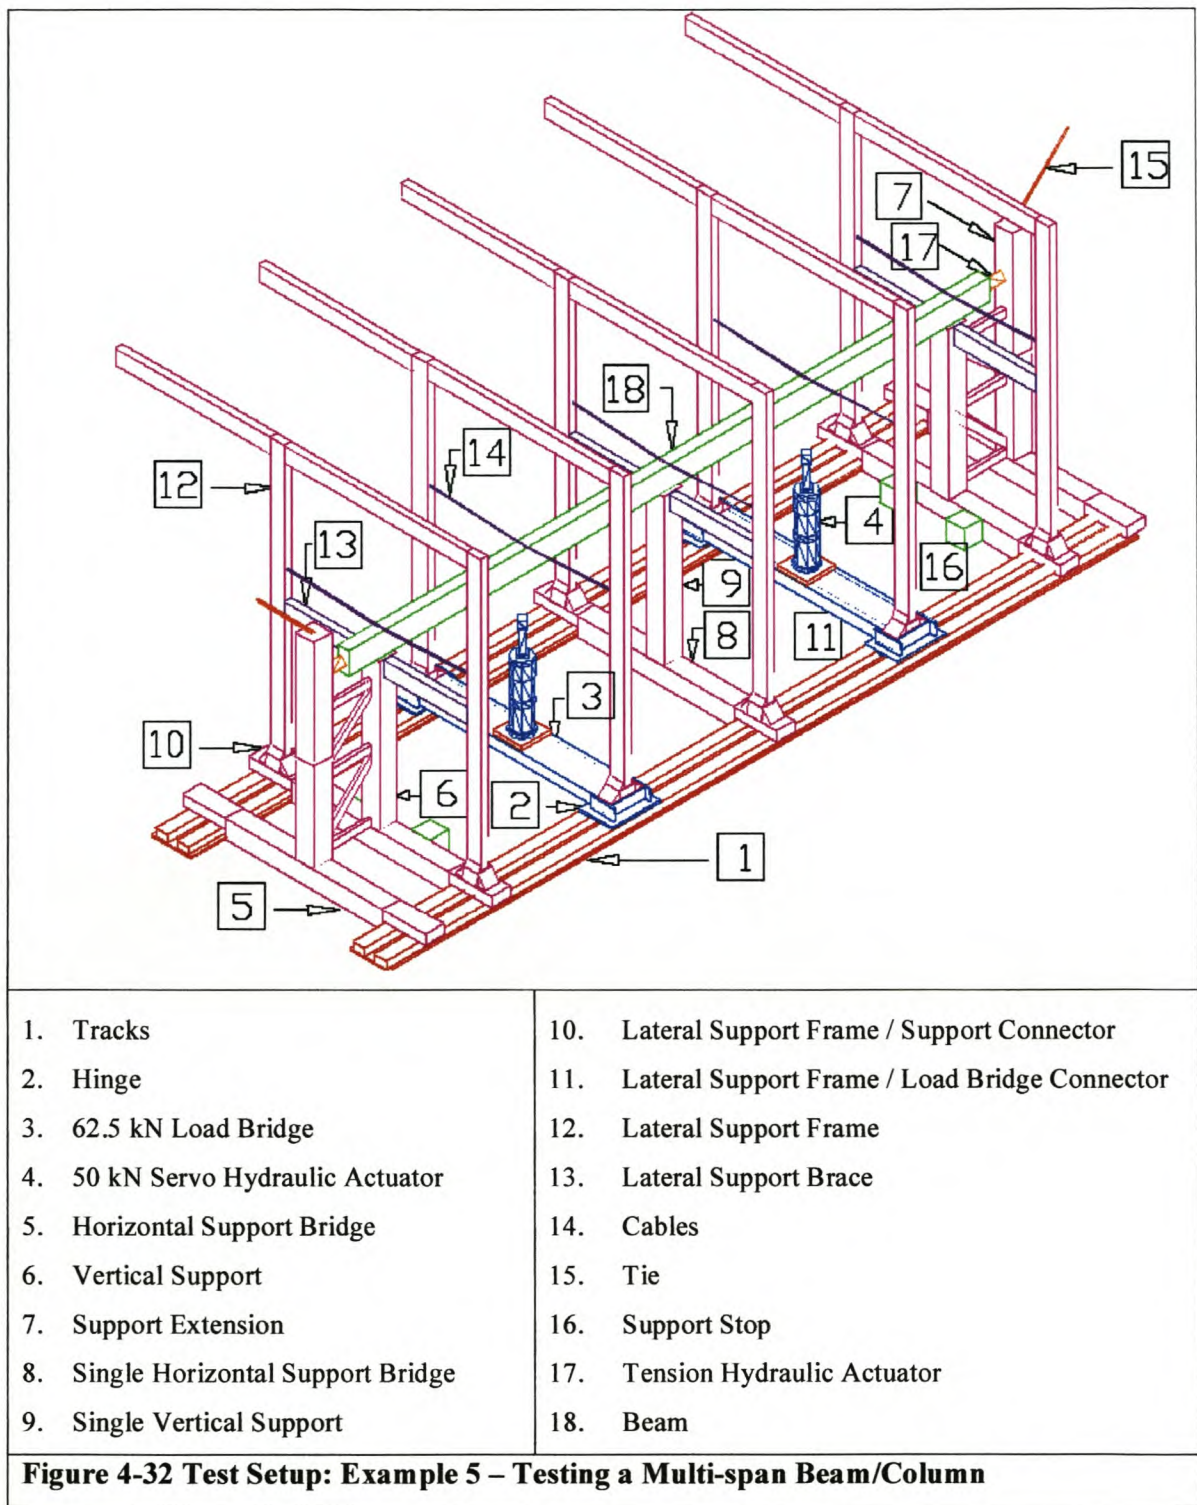 15
7
17
18
14
12
13
4
9
16
8
11
3
10
6
2
1
5
1. Tracks
2. Hinge
3. 62.5 kN Load Bridge
4. 50 kN Servo Hydraulic Actuator
5. Horizontal Support Bridge
6. Vertical Support
7. Support Extension
8. Single Horizontal Support Bridge
9. Single Vertical Support
10. Lateral Support Frame / Support Connector
11. Lateral Support Frame / Load Bridge Connector
12. Lateral Support Frame
13. Lateral Support Brace
14. Cables
15. Tie
16. Support Stop
17. Tension Hydraulic Actuator
18. Beam
Figure 4-32 Test Setup: Example 5 – Testing a Multi-span Beam/Column